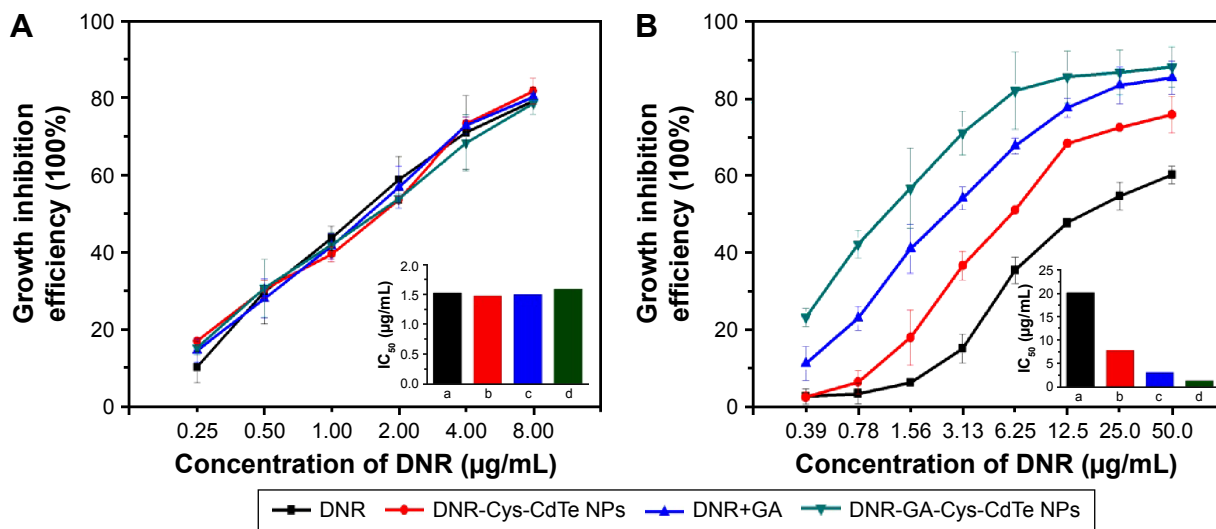 A
Growth inhibition
efficiency (100%)
100
80
60
40
20
0
0.25 0.50 1.00 2.00 4.00 8.00
Concentration of DNR (µg/mL)
IC50 (µg/mL)
2.0
1.5
1.0
0.5
0.0
a b c d
B
Growth inhibition
efficiency (100%)
100
80
60
40
20
0
0.39 0.78 1.56 3.13 6.25 12.5 25.0 50.0
Concentration of DNR (µg/mL)
IC50 (µg/mL)
25
20
15
10
5
0
a b c d
DNR DNR-Cys-CdTe NPs DNR+GA DNR-GA-Cys-CdTe NPs